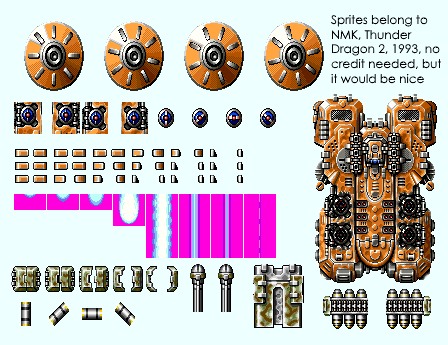 Sprites belong to
NMK, Thunder
Dragon 2, 1993, no
credit needed, but
it would be nice